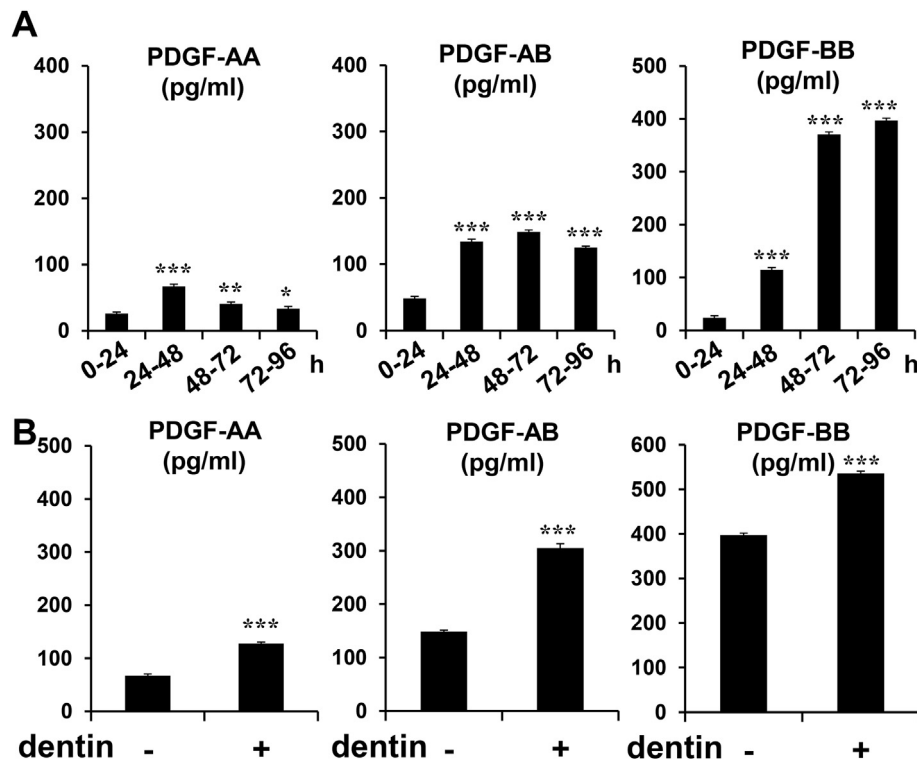 A
PDGF-AA
(pg/ml)
400
300
200
100
0
***
**
*
0-24
24-48
48-72
72-96
h
PDGF-AB
(pg/ml)
400
300
200
100
0
***
***
***
0-24
24-48
48-72
72-96
h
PDGF-BB
(pg/ml)
500
400
300
200
100
0
***
***
***
0-24
24-48
48-72
72-96
h
B
PDGF-AA
(pg/ml)
500
400
300
200
100
0
***
dentin - +
PDGF-AB
(pg/ml)
500
400
300
200
100
0
***
dentin - +
PDGF-BB
(pg/ml)
600
500
400
300
200
100
0
***
dentin - +